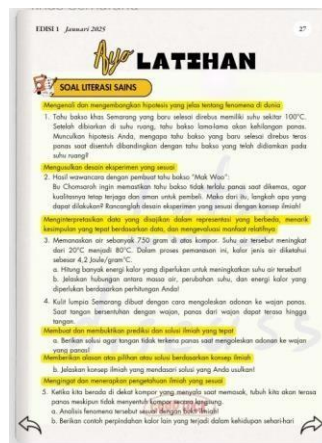 EDISI 1 Januari 2025
27
Ayo LATIHAN
SOAL LITERASI SAINS
Mengenali dan mengembangkan hipotesis yang jelas tentang fenomena di dunia
1. Tahu bakso khas Semarang yang baru selesai direbus memiliki suhu sekitar 100°C.
Setelah dibiarkan di suhu ruang, tahu bakso lama-lama akan kehilangan panas.
Munculkan hipotesis Anda, mengapa tahu bakso yang baru selesai direbus terasa
panas saat disentuh dibandingkan dengan tahu bakso yang telah didiamkan pada
suhu ruang?
Mengusulkan desain eksperimen yang sesuai
2. Hasil wawancara dengan pembuat tahu bakso "Mak Woo":
Bu Chomsaroh ingin memastikan tahu bakso tidak terlalu panas saat dikemas, agar
kualitasnya tetap terjaga dan aman untuk pembeli. Maka dari itu, langkah apa yang
dapat dilakukan? Rancanglah desain eksperimen yang sesuai dengan konsep ilmiah!
Menginterpretasikan data yang disajikan dalam representasi yang berbeda, menarik
kesimpulan yang tepat berdasarkan data, dan mengevaluasi manfaat relatifnya
3. Memanaskan air sebanyak 750 gram di atas kompor. Suhu air tersebut meningkat
dari 20°C menjadi 80°C. Dalam proses pemanasan ini, kalor jenis air diketahui
sebesar 4,2 Joule/gram°C.
a. Hitung banyak energi kalor yang diperlukan untuk meningkatkan suhu air tersebut!
b. Jelaskan hubungan antara massa air, perubahan suhu, dan energi kalor yang
diperlukan berdasarkan perhitungan Anda!
4. Kulit lumpia Semarang dibuat dengan cara mengoleskan adonan ke wajan panas.
Saat tangan bersentuhan dengan wajan, panas dari wajan dapat terasa hingga
tangan.
Membuat dan membuktikan prediksi dan solusi ilmiah yang tepat
a. Berikan solusi agar tangan tidak terkena panas saat mengoleskan adonan ke wajan
yang panas!
Memberikan alasan atas pilihan atau solusi berdasarkan konsep ilmiah
b. Jelaskan konsep ilmiah yang mendasari solusi yang Anda usulkan!
Mengingat dan menerapkan pengetahuan ilmiah yang sesuai
5. Ketika kita berada di dekat kompor yang menyala saat memasak, tubuh kita akan terasa
panas meskipun tidak menyentuh kompor secara langsung.
a. Analisis fenomena tersebut sesuai dengan bukti ilmiah!
b. Berikan contoh perpindahan kalor lain yang terjadi dalam kehidupan sehari-hari!